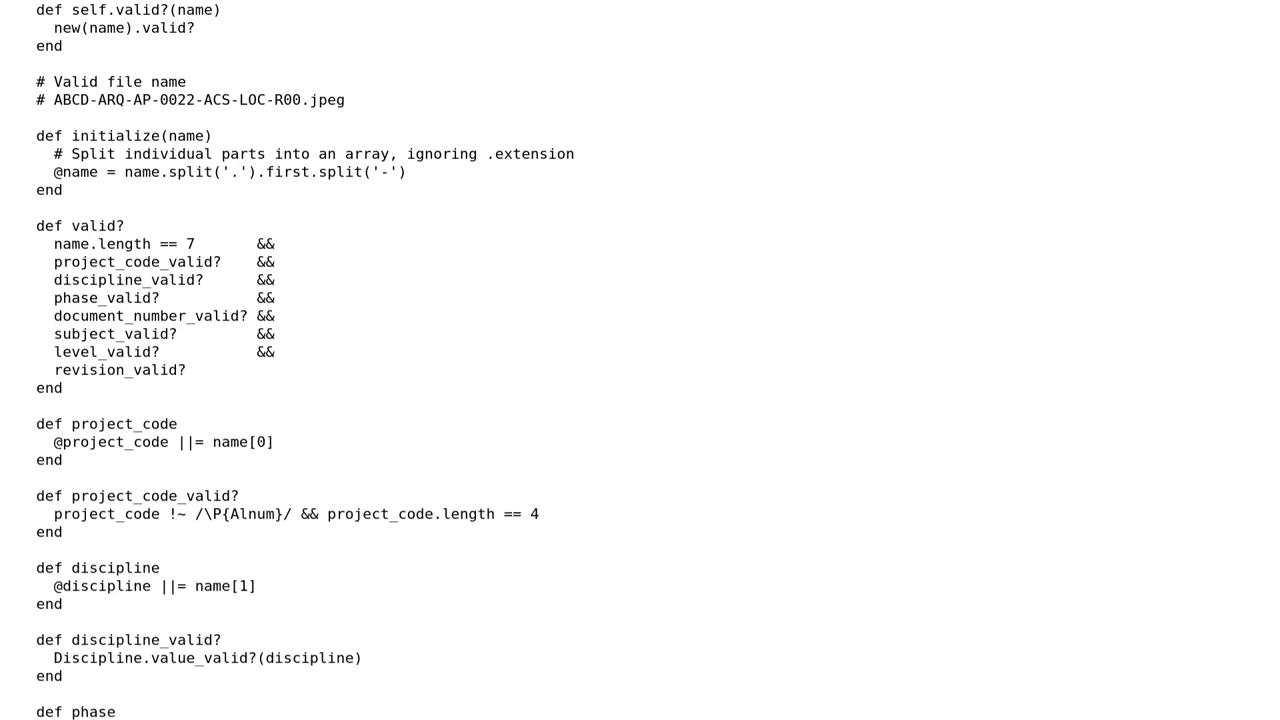 def self.valid?(name)
  new(name).valid?
end

# Valid file name
# ABCD-ARQ-AP-0022-ACS-LOC-R00.jpeg

def initialize(name)
  # Split individual parts into an array, ignoring .extension
  @name = name.split('.').first.split('-')
end

def valid?
  name.length == 7       &&
  project_code_valid?    &&
  discipline_valid?      &&
  phase_valid?           &&
  document_number_valid? &&
  subject_valid?         &&
  level_valid?           &&
  revision_valid?
end

def project_code
  @project_code ||= name[0]
end

def project_code_valid?
  project_code !~ /\P{Alnum}/ && project_code.length == 4
end

def discipline
  @discipline ||= name[1]
end

def discipline_valid?
  Discipline.value_valid?(discipline)
end

def phase